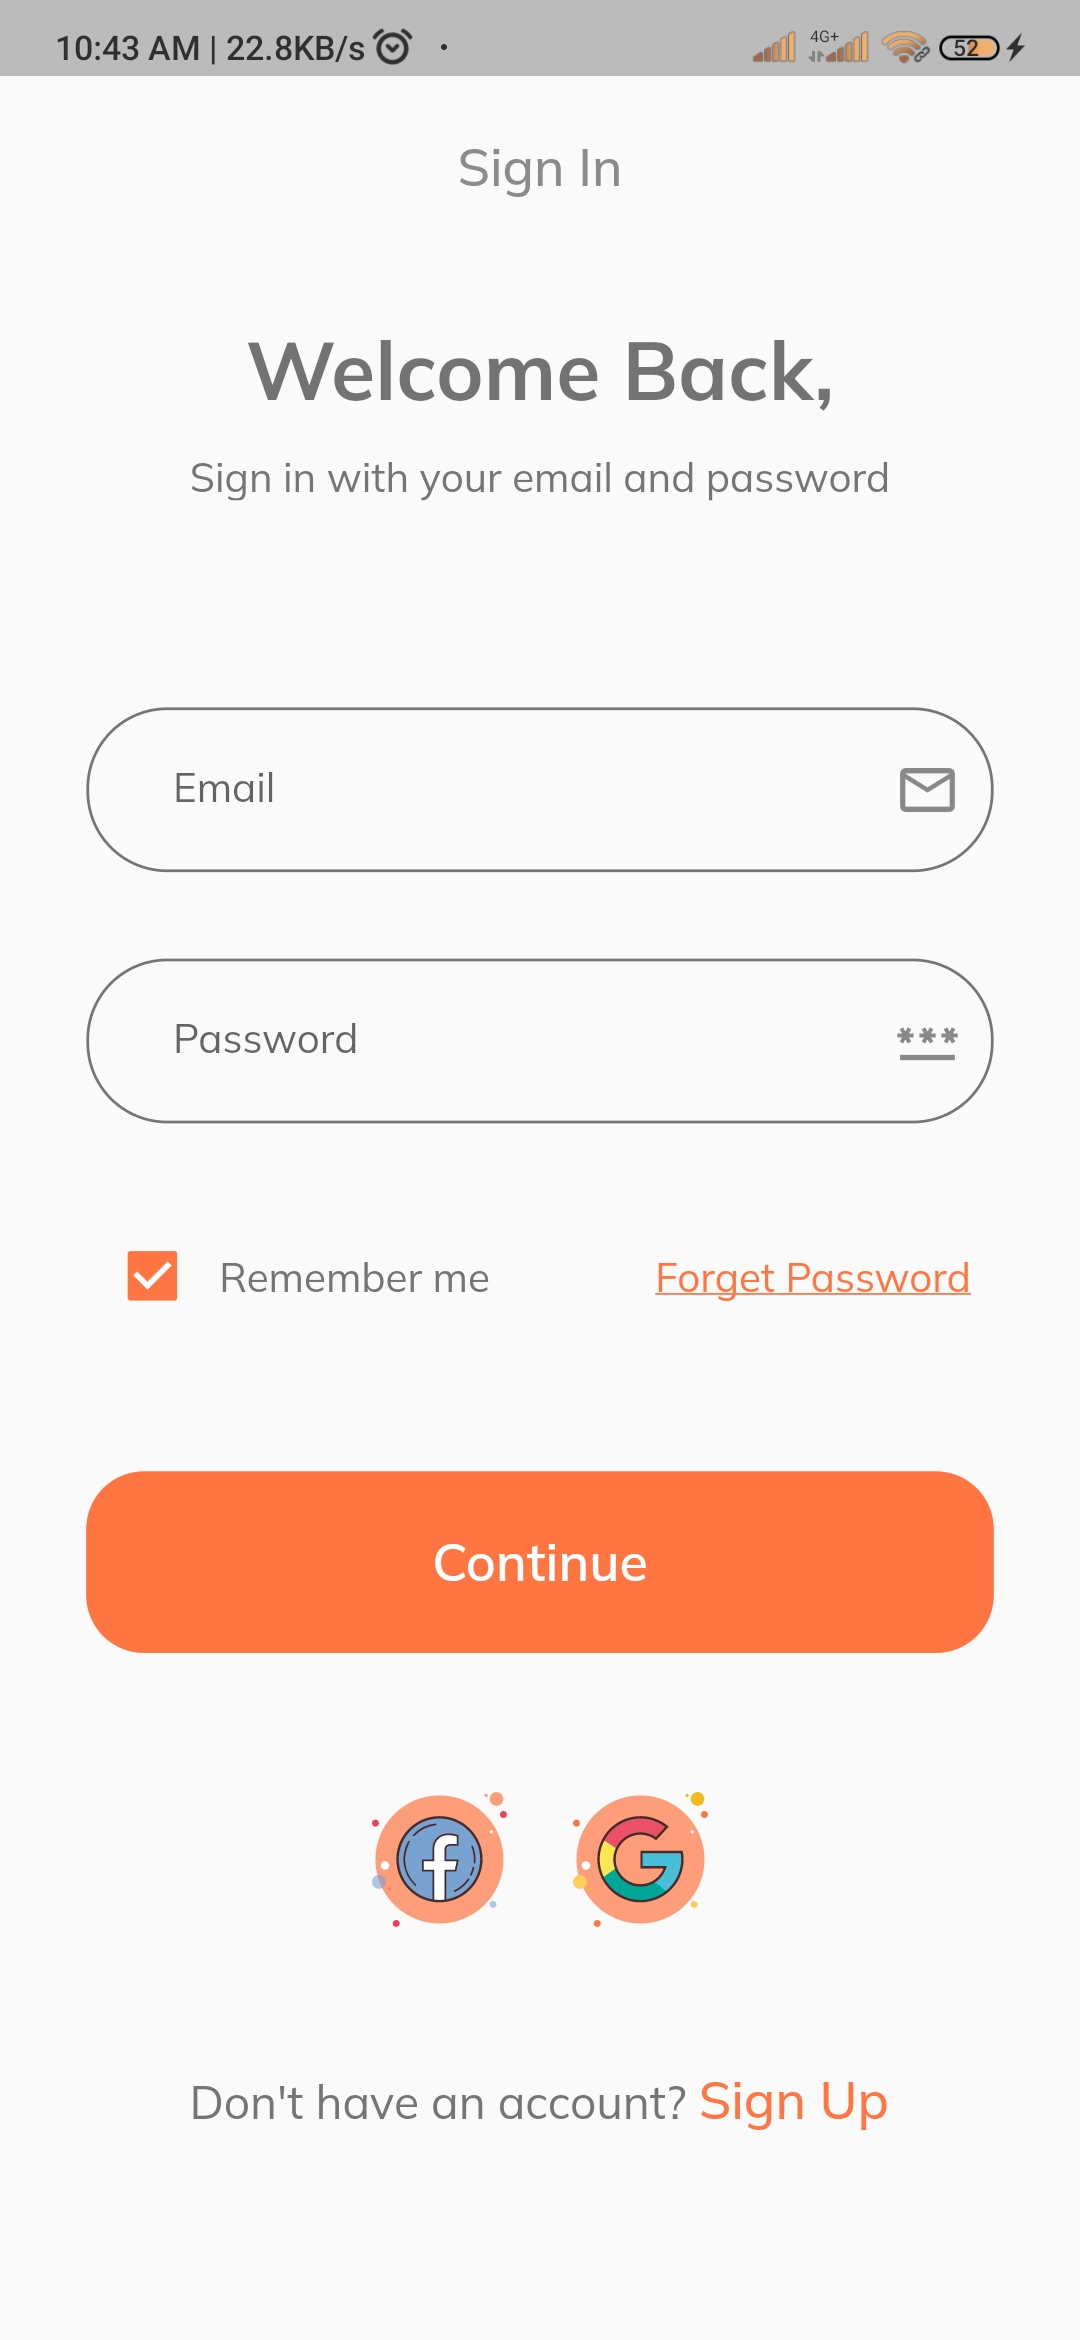 10:43 AM | 22.8KB/s
4G+
52
Sign In
Welcome Back,
Sign in with your email and password
Email
Password
***
Remember me Forget Password
Continue
Don't have an account? Sign Up